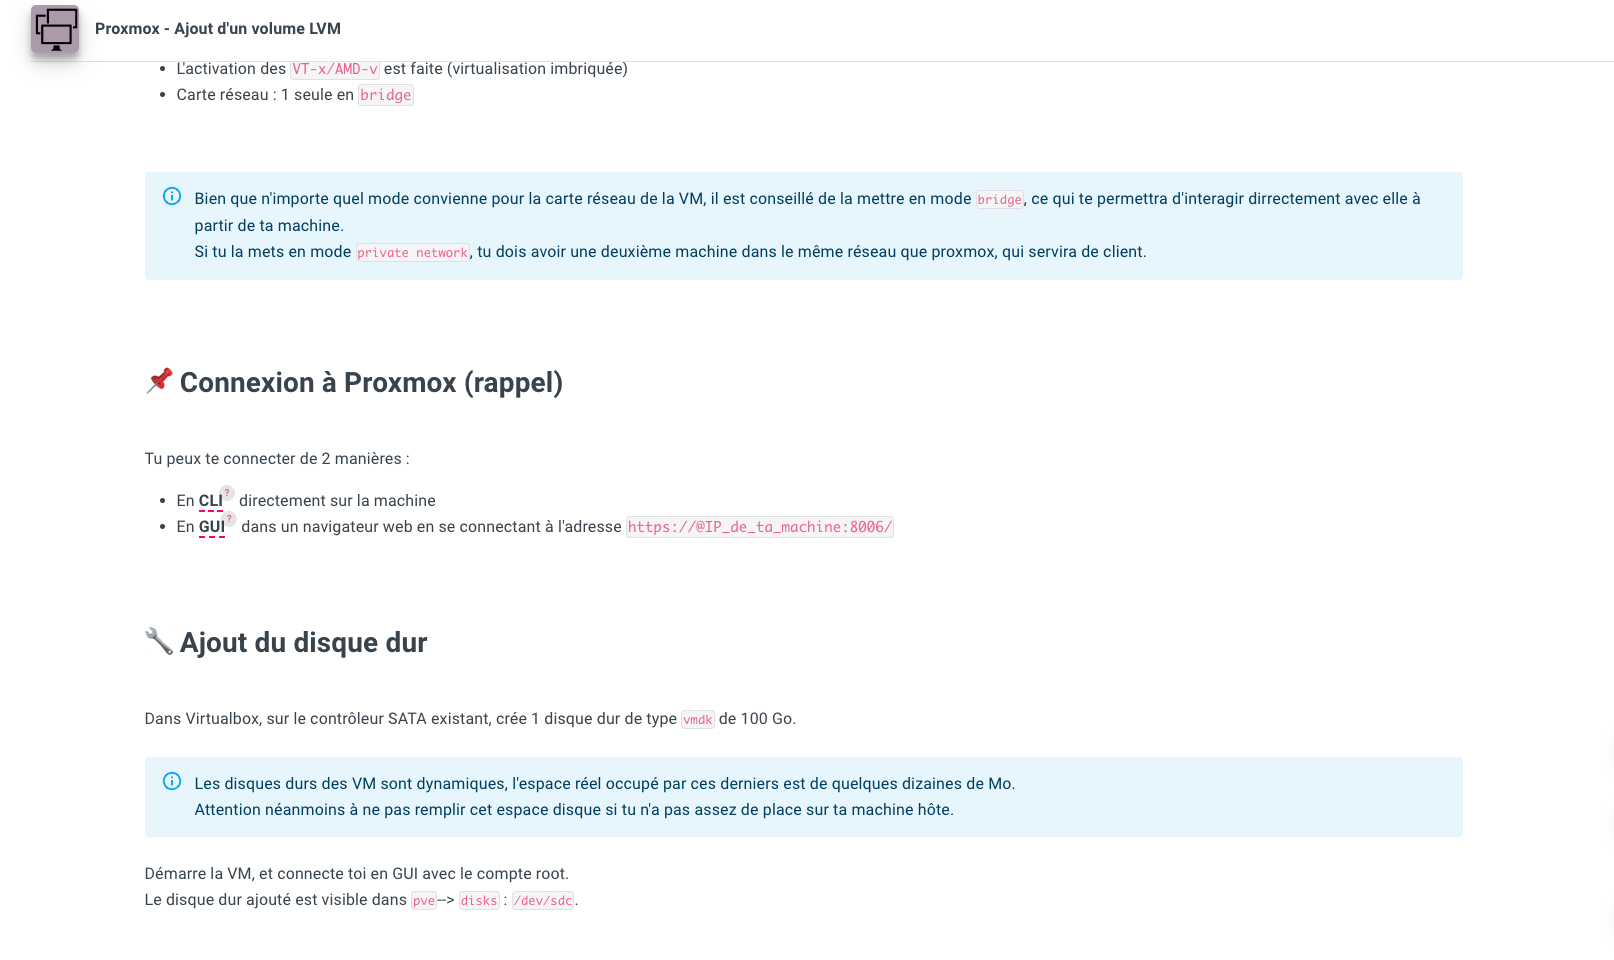 Proxmox - Ajout d'un volume LVM
L'activation des VT-x/AMD-v est faite (virtualisation imbriquée)
Carte réseau : 1 seule en bridge
Bien que n'importe quel mode convienne pour la carte réseau de la VM, il est conseillé de la mettre en mode bridge, ce qui te permettra d'interagir dirrectement avec elle à
partir de ta machine.
Si tu la mets en mode private network, tu dois avoir une deuxième machine dans le même réseau que proxmox, qui servira de client.
📌 Connexion à Proxmox (rappel)
Tu peux te connecter de 2 manières :
En CLI? directement sur la machine
En GUI? dans un navigateur web en se connectant à l'adresse https://@IP_de_ta_machine:8006/
🔧 Ajout du disque dur
Dans Virtualbox, sur le contrôleur SATA existant, crée 1 disque dur de type vmdk de 100 Go.
Les disques durs des VM sont dynamiques, l'espace réel occupé par ces derniers est de quelques dizaines de Mo.
Attention néanmoins à ne pas remplir cet espace disque si tu n'a pas assez de place sur ta machine hôte.
Démarre la VM, et connecte toi en GUI avec le compte root.
Le disque dur ajouté est visible dans pve--> disks : /dev/sdc.